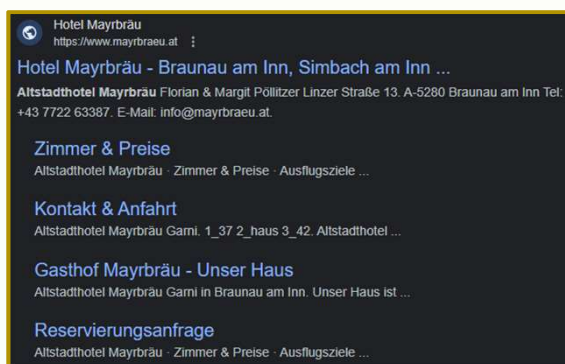 Hotel Mayrbräu
https://www.mayrbraeu.at
Hotel Mayrbräu - Braunau am Inn, Simbach am Inn ...
Altstadthotel Mayrbräu Florian & Margit Pöllitzer Linzer Straße 13. A-5280 Braunau am Inn Tel:
+43 7722 63387. E-Mail: info@mayrbraeu.at.
Zimmer & Preise
Altstadthotel Mayrbräu · Zimmer & Preise · Ausflugsziele ...
Kontakt & Anfahrt
Altstadthotel Mayrbräu Garni. 1_37 2_haus 3_42. Altstadthotel ...
Gasthof Mayrbräu - Unser Haus
Altstadthotel Mayrbräu Garni in Braunau am Inn. Unser Haus ist ...
Reservierungsanfrage
Altstadthotel Mayrbräu · Zimmer & Preise · Ausflugsziele ...